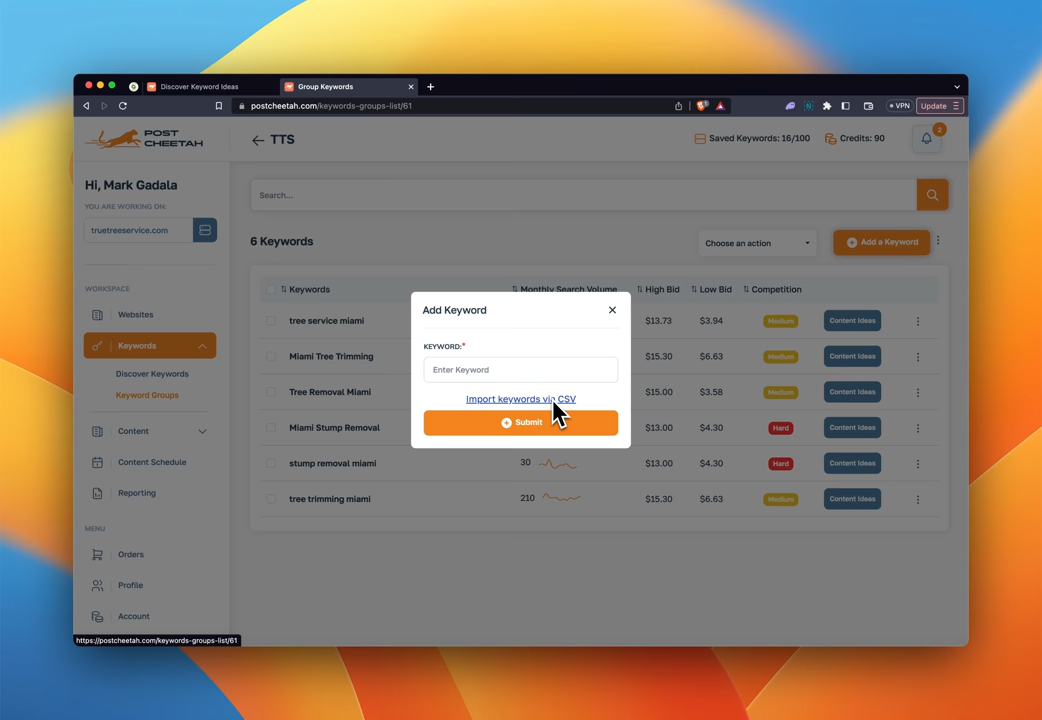 Discover Keyword Ideas
Group Keywords
postcheetah.com/keywords-groups-list/61
VPN
Update
POST
CHEETAH
TTS
Saved Keywords: 16/100
Credits: 90
2
Hi, Mark Gadala
YOU ARE WORKING ON:
truetreeservice.com
Search...
6 Keywords
Choose an action
Add a Keyword
WORKSPACE
Websites
Keywords
Discover Keywords
Keyword Groups
Content
Content Schedule
Reporting
MENU
Orders
Profile
Account
Keywords
Monthly Search Volume
High Bid
Low Bid
Competition
tree service miami
$13.73
$3.94
Medium
Content Ideas
Miami Tree Trimming
$15.30
$6.63
Medium
Content Ideas
Tree Removal Miami
$15.00
$3.58
Medium
Content Ideas
Miami Stump Removal
$13.00
$4.30
Hard
Content Ideas
stump removal miami
30
$13.00
$4.30
Hard
Content Ideas
tree trimming miami
210
$15.30
$6.63
Medium
Content Ideas
Add Keyword
KEYWORD:*
Enter Keyword
Import keywords via CSV
Submit
https://postcheetah.com/keywords-groups-list/61